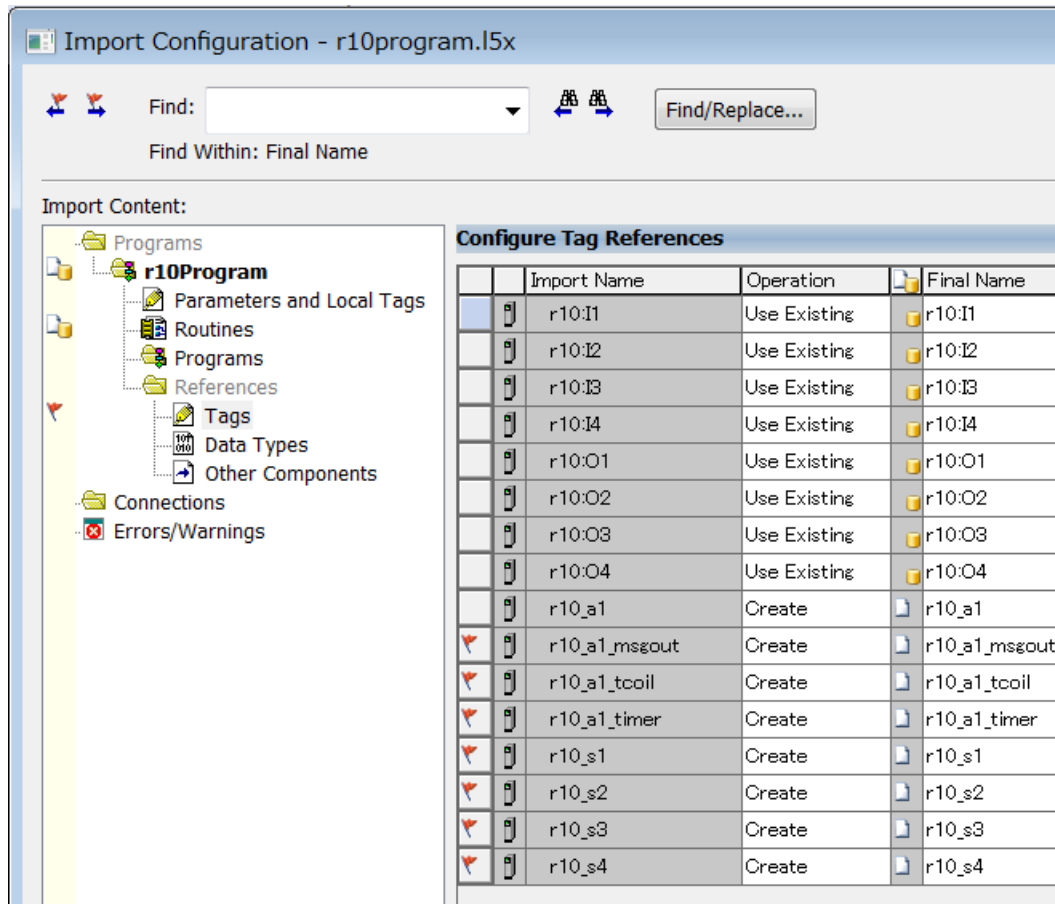 Import Configuration - r10program.l5x
Find:
Find/Replace...
Find Within: Final Name
Import Content:
Programs
r10Program
Parameters and Local Tags
Routines
Programs
References
Tags
Data Types
Other Components
Connections
Errors/Warnings
Configure Tag References
Import Name Operation Final Name
r10:I1 Use Existing r10:I1
r10:I2 Use Existing r10:I2
r10:I3 Use Existing r10:I3
r10:I4 Use Existing r10:I4
r10:O1 Use Existing r10:O1
r10:O2 Use Existing r10:O2
r10:O3 Use Existing r10:O3
r10:O4 Use Existing r10:O4
r10_a1 Create r10_a1
r10_a1_msgout Create r10_a1_msgout
r10_a1_tcoil Create r10_a1_tcoil
r10_a1_timer Create r10_a1_timer
r10_s1 Create r10_s1
r10_s2 Create r10_s2
r10_s3 Create r10_s3
r10_s4 Create r10_s4